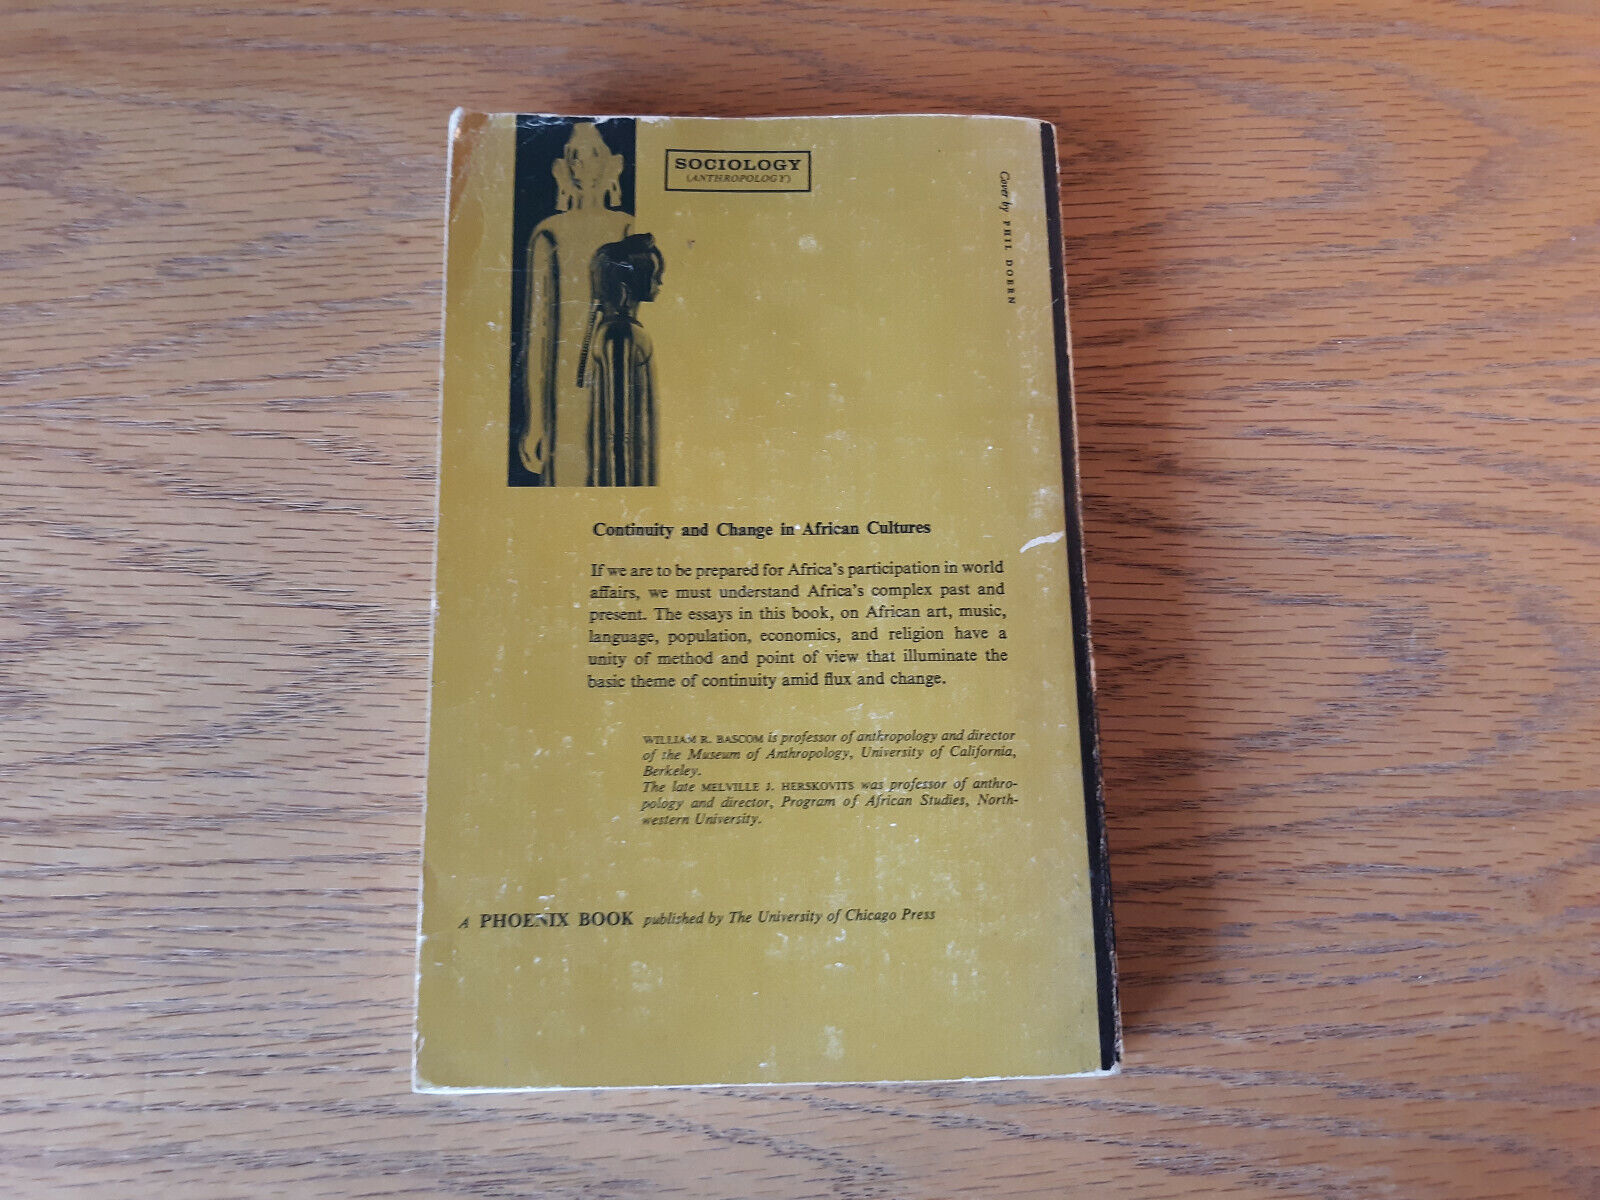 SOCIOLOGY
(ANTHROPOLOGY)
Cover by PHIL DOBEN
Continuity and Change in African Cultures
If we are to be prepared for Africa's participation in world
affairs, we must understand Africa's complex past and
present. The essays in this book, on African art, music,
language, population, economics, and religion have a
unity of method and point of view that illuminate the
basic theme of continuity amid flux and change.
WILLIAM R. BASCOM is professor of anthropology and director
of the Museum of Anthropology, University of California,
Berkeley.
The late MELVILLE J. HERSKOVITS was professor of anthro-
pology and director, Program of African Studies, North-
western University.
A PHOENIX BOOK published by The University of Chicago Press